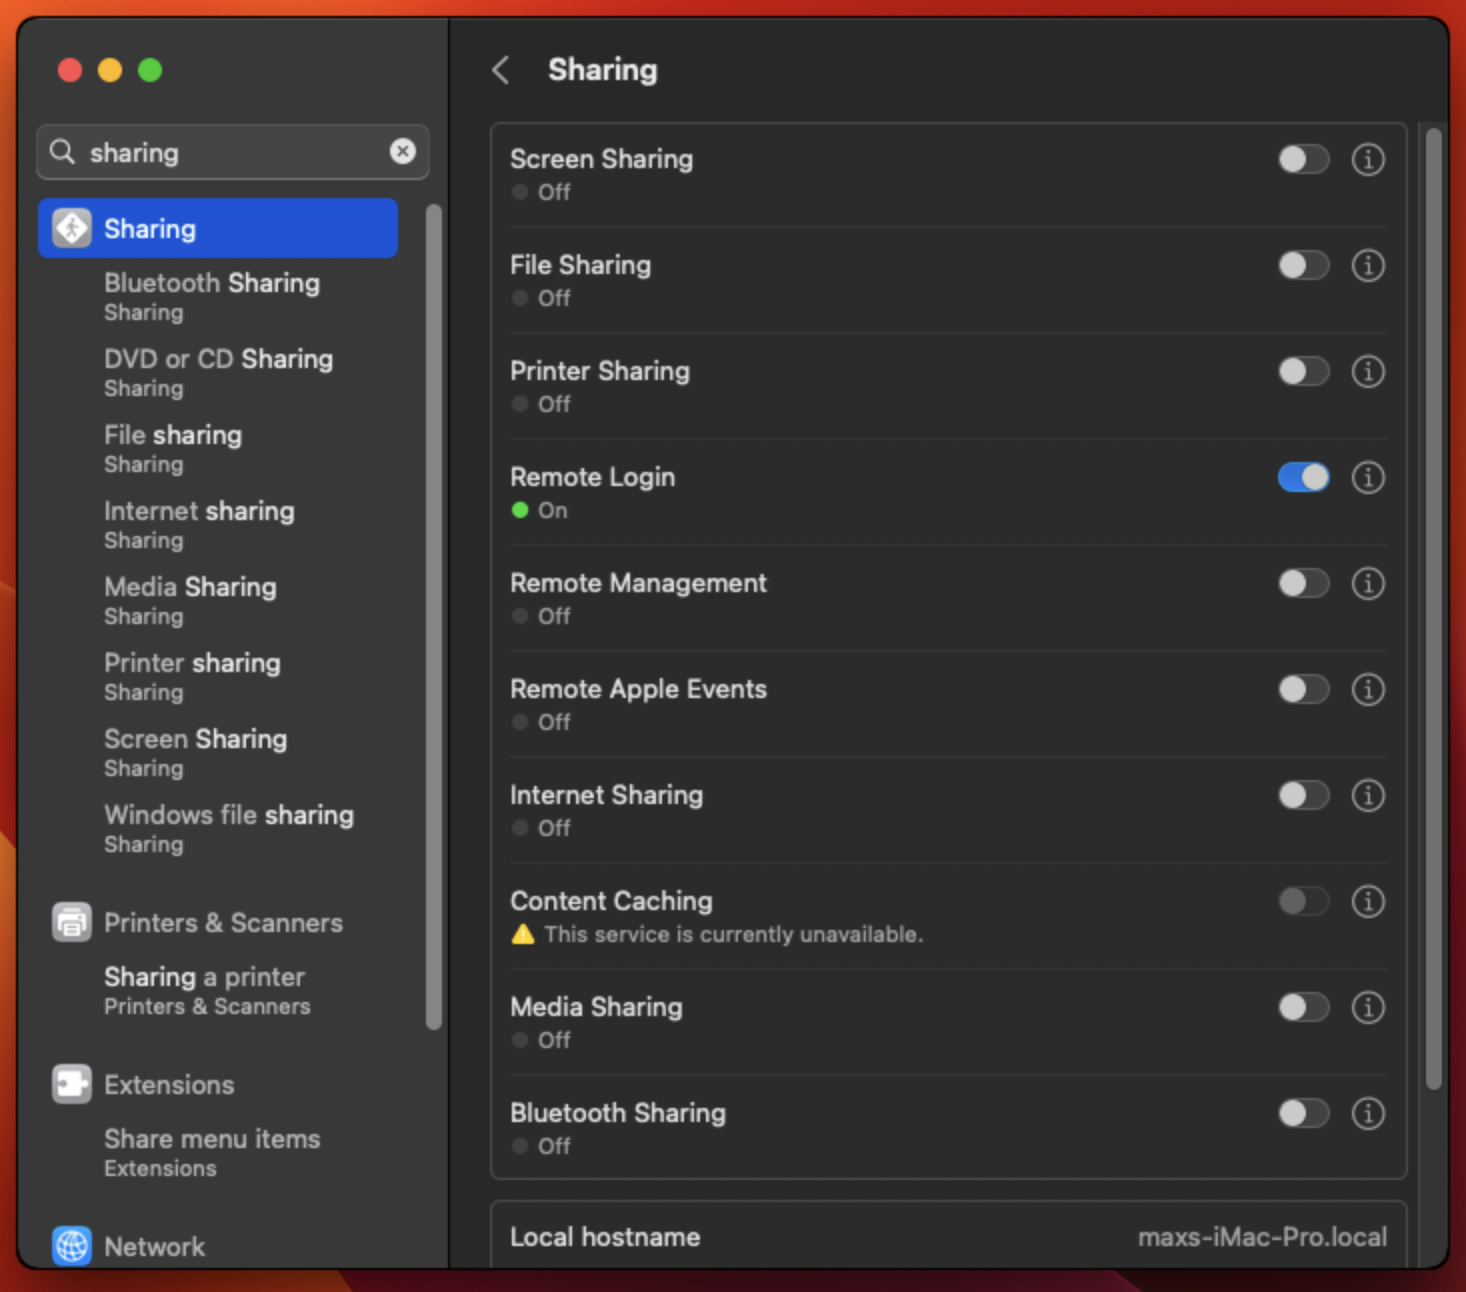 sharing
Sharing
Bluetooth Sharing
Sharing
DVD or CD Sharing
Sharing
File sharing
Sharing
Internet sharing
Sharing
Media Sharing
Sharing
Printer sharing
Sharing
Screen Sharing
Sharing
Windows file sharing
Sharing
Printers & Scanners
Sharing a printer
Printers & Scanners
Extensions
Share menu items
Extensions
Network
Sharing
Screen Sharing
Off
File Sharing
Off
Printer Sharing
Off
Remote Login
On
Remote Management
Off
Remote Apple Events
Off
Internet Sharing
Off
Content Caching
This service is currently unavailable.
Media Sharing
Off
Bluetooth Sharing
Off
Local hostname maxs-iMac-Pro.local